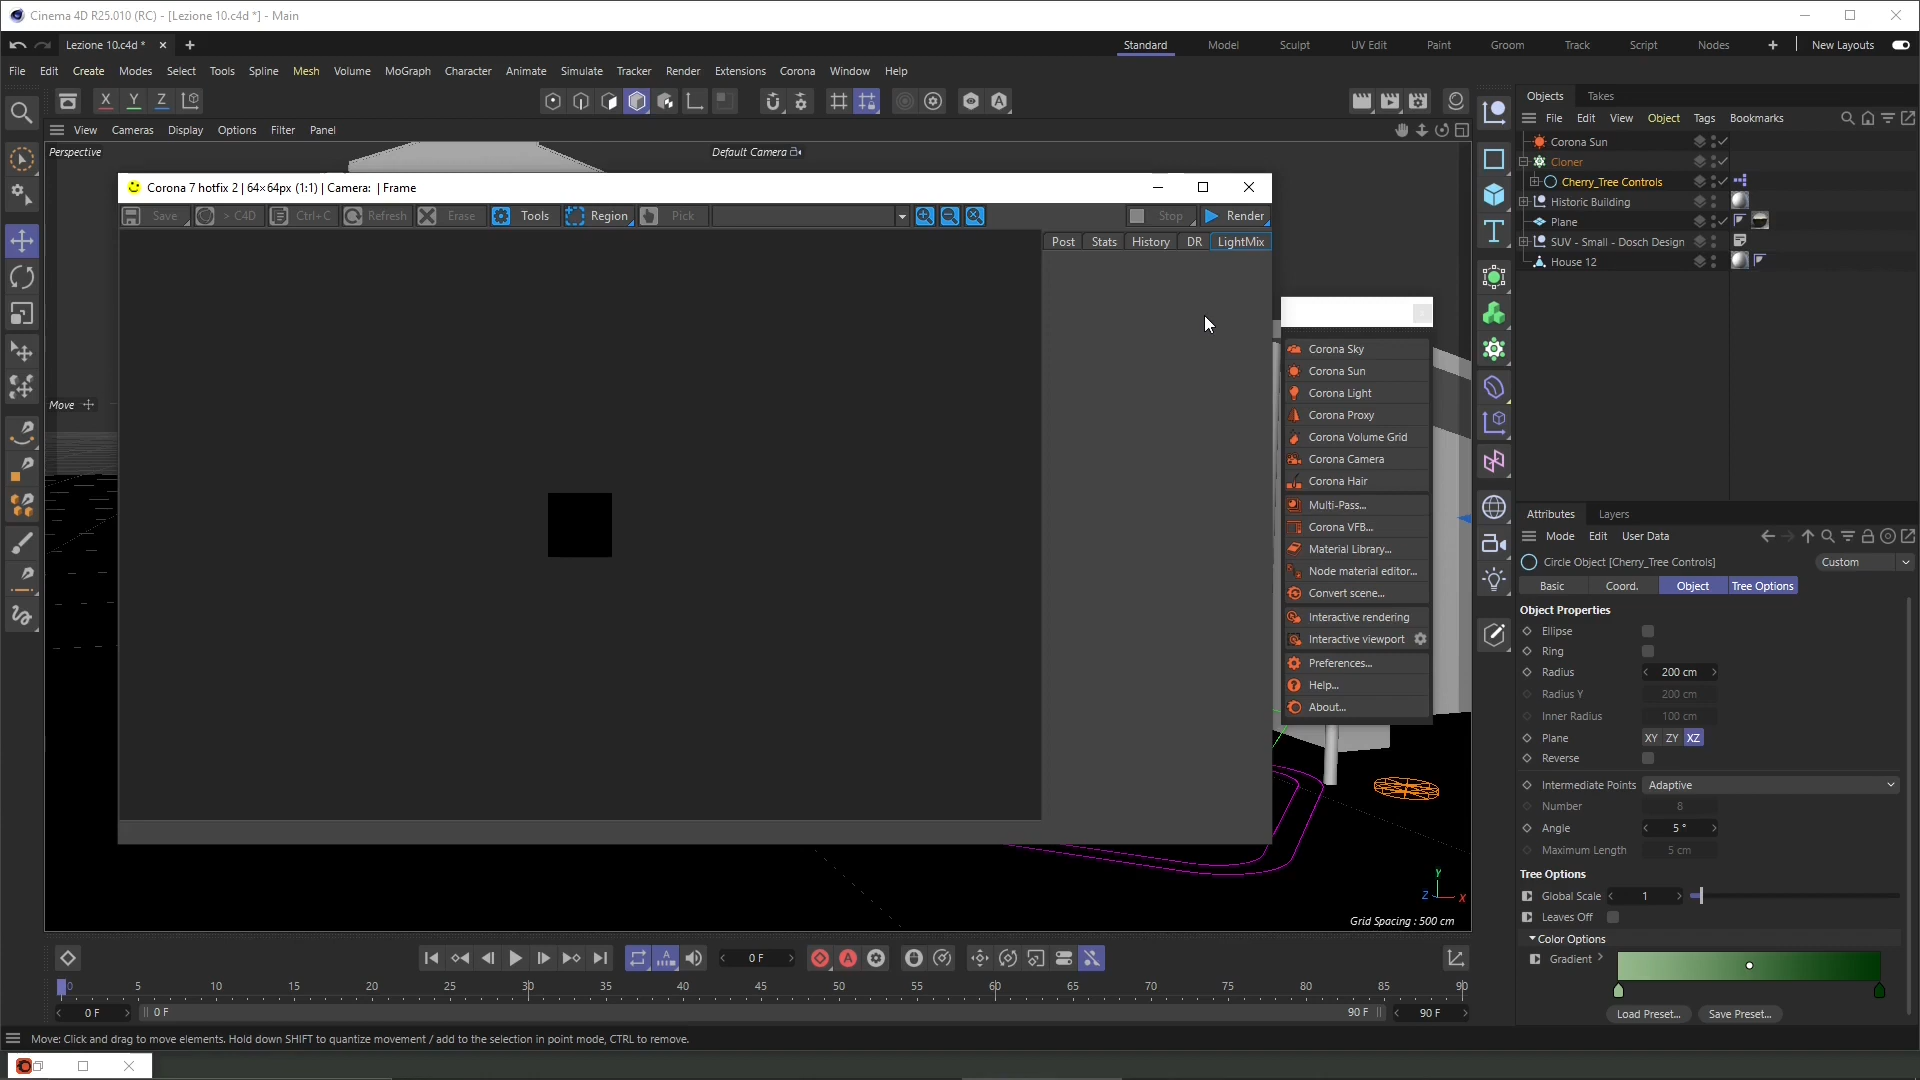 Cinema 4D R25.010 (RC) - [Lezione 10.c4d *] - Main
Lezione 10.c4d *
Standard Model Sculpt UV Edit Paint Groom Track Script Nodes + New Layouts
File Edit Create Modes Select Tools Spline Mesh Volume MoGraph Character Animate Simulate Tracker Render Extensions Corona Window Help
X Y Z
View Cameras Display Options Filter Panel
Perspective
Default Camera
Move
Corona 7 hotfix 2 | 64×64px (1:1) | Camera: | Frame
Save > C4D Ctrl+C Refresh Erase Tools Region Pick Stop Render
Post Stats History DR LightMix
Corona Sky
Corona Sun
Corona Light
Corona Proxy
Corona Volume Grid
Corona Camera
Corona Hair
Multi-Pass...
Corona VFB...
Material Library...
Node material editor...
Convert scene...
Interactive rendering
Interactive viewport
Preferences...
Help...
About...
Y
Z X
Grid Spacing : 500 cm
Objects Takes
File Edit View Object Tags Bookmarks
Corona Sun
Cloner
Cherry_Tree Controls
Historic Building
Plane
SUV - Small - Dosch Design
House 12
Attributes Layers
Mode Edit User Data
Circle Object [Cherry_Tree Controls]
Custom
Basic Coord. Object Tree Options
Object Properties
Ellipse
Ring
Radius 200 cm
Radius Y 200 cm
Inner Radius 100 cm
Plane XY ZY XZ
Reverse
Intermediate Points Adaptive
Number 8
Angle 5 °
Maximum Length 5 cm
Tree Options
Global Scale 1
Leaves Off
Color Options
Gradient
Load Preset... Save Preset...
0 F
0 5 10 15 20 25 30 35 40 45 50 55 60 65 70 75 80 85 90
0 F 0 F 90 F 90 F
Move: Click and drag to move elements. Hold down SHIFT to quantize movement / add to the selection in point mode, CTRL to remove.